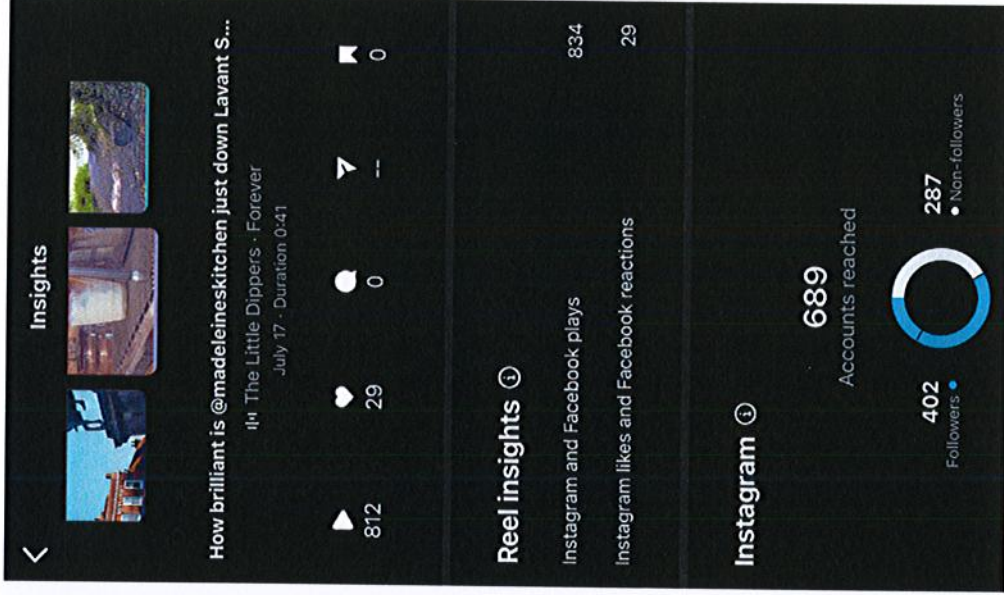 Insights
How brilliant is @madeleineskitchen just down Lavant S...
The Little Dippers · Forever
July 17 · Duration 0:41
812 29 0 -- 0
Reel insights
Instagram and Facebook plays 834
Instagram likes and Facebook reactions 29
Instagram
689
Accounts reached
402 287
Followers Non-followers